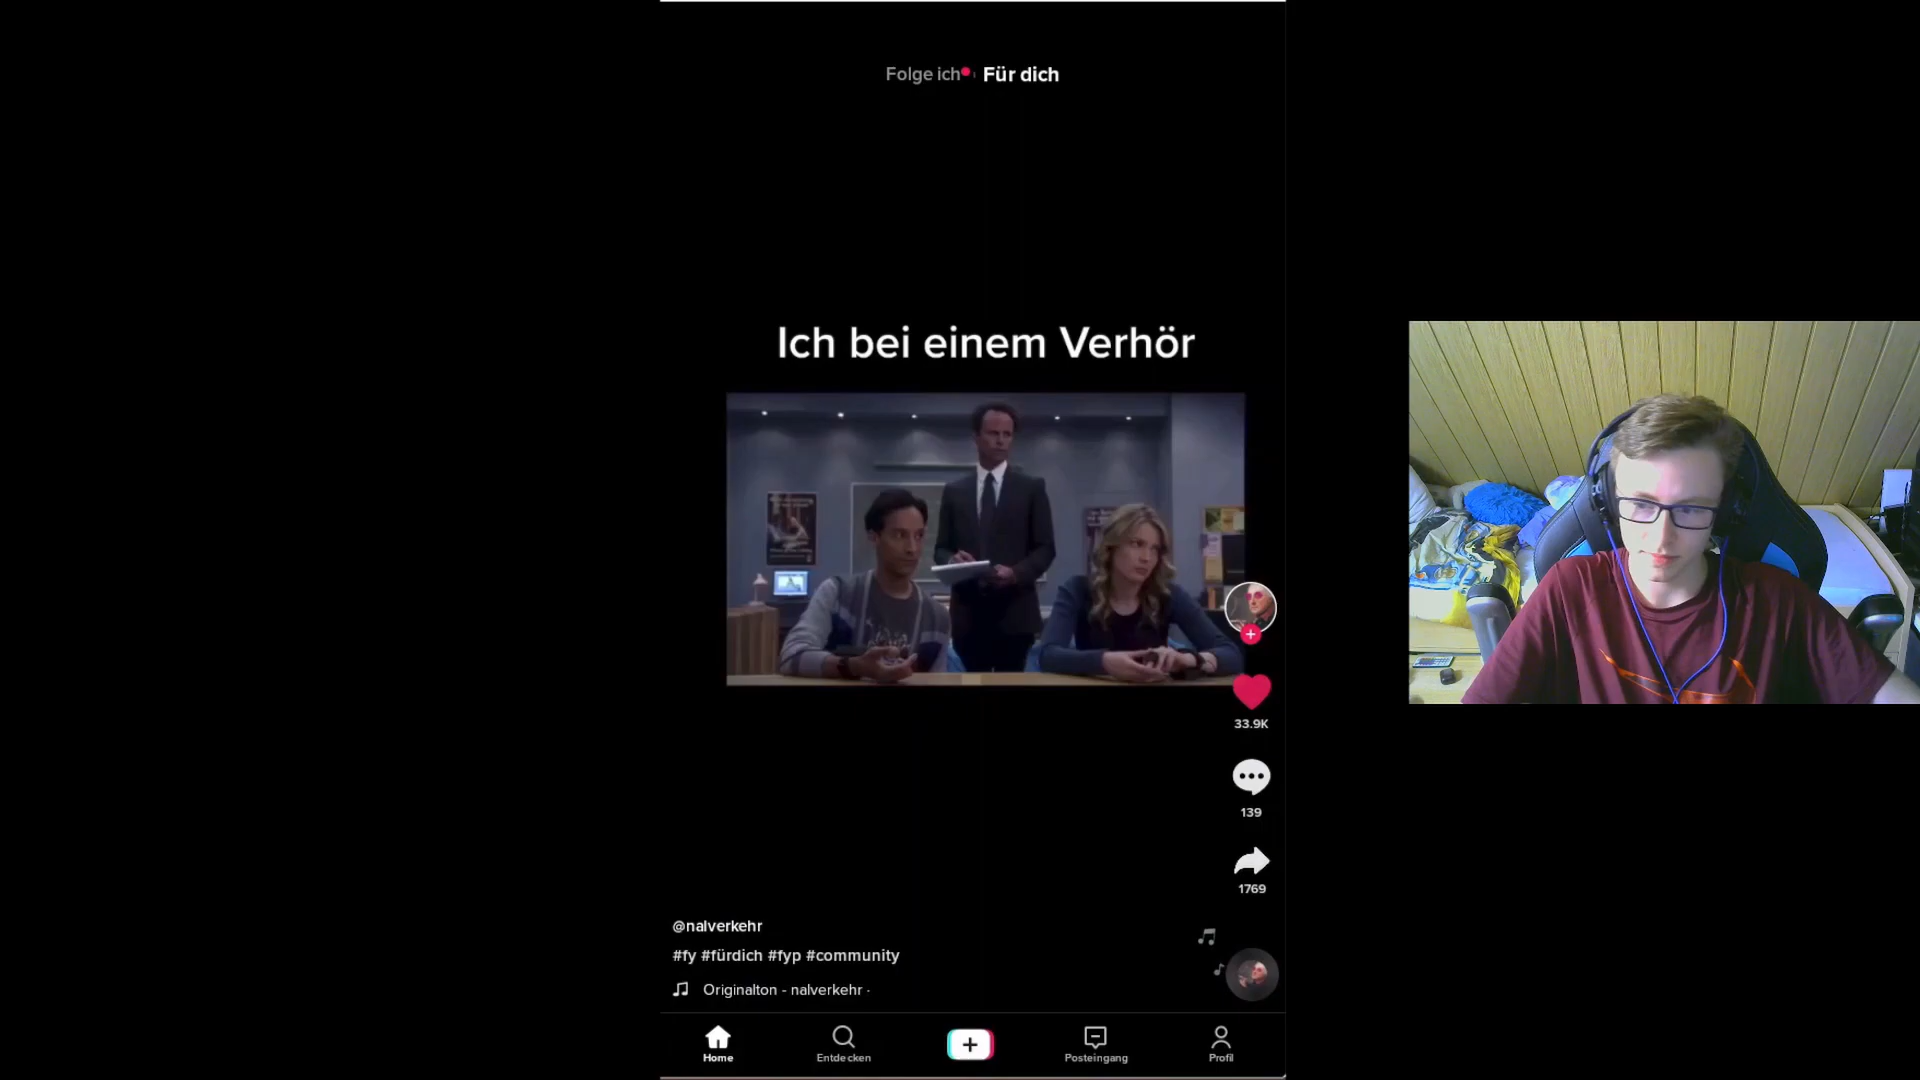 Folge ich Für dich
Ich bei einem Verhör
33.9K
139
1769
@nalverkehr
#fy #fürdich #fyp #community
Originalton - nalverkehr ·
Home Entdecken Posteingang Profil